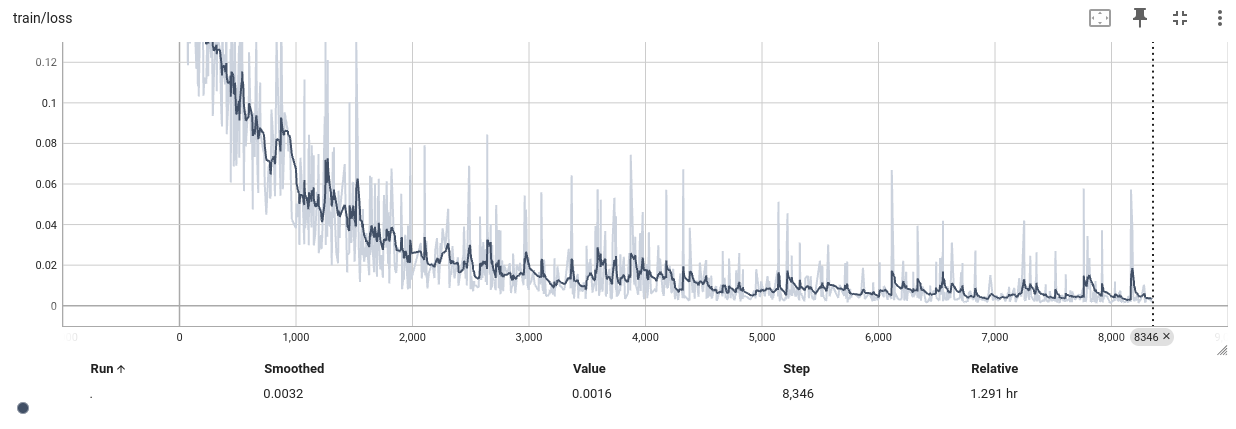 train/loss
0.12
0.1
0.08
0.06
0.04
0.02
0
0 1,000 2,000 3,000 4,000 5,000 6,000 7,000 8,000 8346 ✕
Run ↑ Smoothed Value Step Relative
. 0.0032 0.0016 8,346 1.291 hr